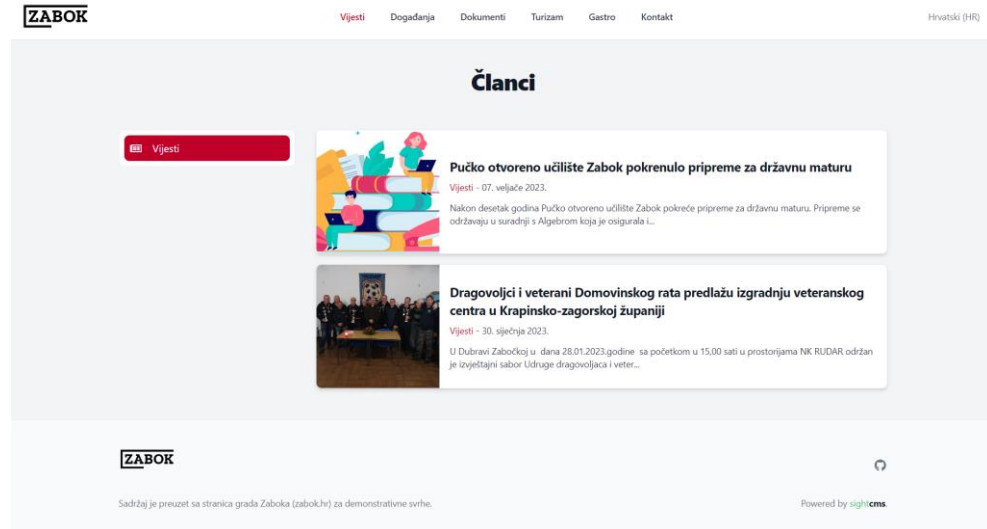 ZABOK
Vijesti Događanja Dokumenti Turizam Gastro Kontakt
Hrvatski (HR)
Članci
Vijesti
Pučko otvoreno učilište Zabok pokrenulo pripreme za državnu maturu
Vijesti - 07. veljače 2023.
Nakon desetak godina Pučko otvoreno učilište Zabok pokreće pripreme za državnu maturu. Pripreme se
održavaju u suradnji s Algebrom koja je osigurala i...
Dragovoljci i veterani Domovinskog rata predlažu izgradnju veteranskog
centra u Krapinsko-zagorskoj županiji
Vijesti - 30. siječnja 2023.
U Dubravi Zabočkoj u dana 28.01.2023.godine sa početkom u 15,00 sati u prostorijama NK RUDAR održan
je izvještajni sabor Udruge dragovoljaca i veter...
ZABOK
Sadržaj je preuzet sa stranica grada Zaboka (zabok.hr) za demonstrativne svrhe.
Powered by sightcms.